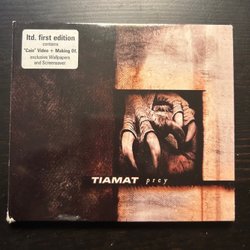 ltd. first edition
contains
"Cain" Video + Making Of,
exclusive Wallpapers
and Screensaver
TIAMAT prey